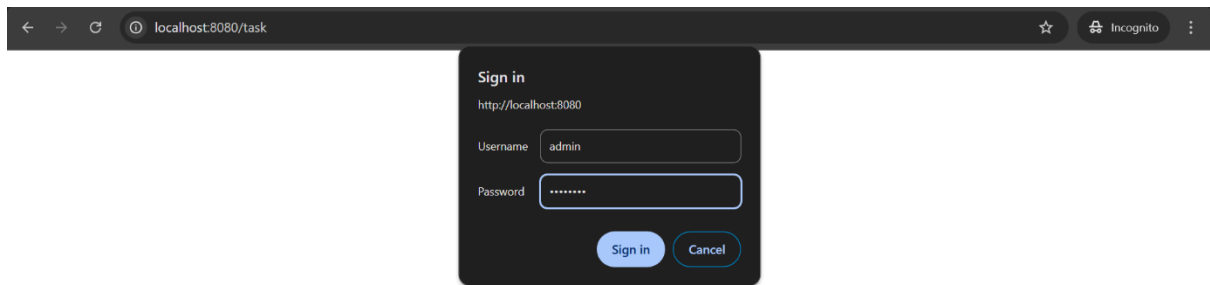 localhost:8080/task
Incognito
Sign in
http://localhost:8080
Username admin
Password ••••••••
Sign in Cancel